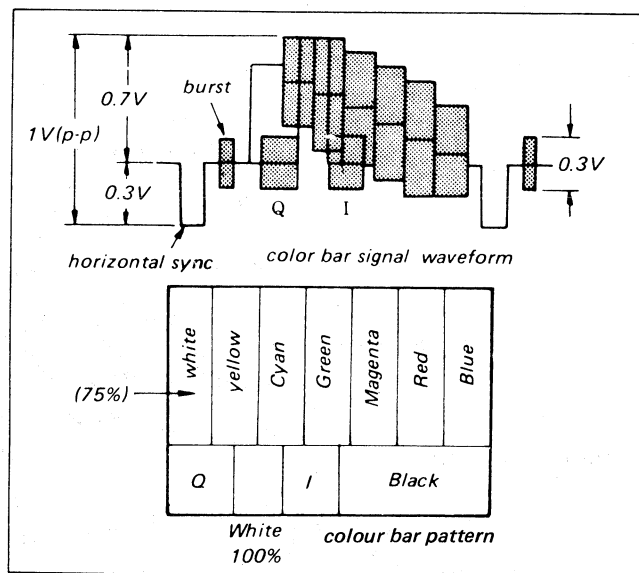 burst
0.7V
1V(p-p)
0.3V
0.3V
Q I
horizontal sync
color bar signal waveform
white
yellow
Cyan
Green
Magenta
Red
Blue
(75%)
Q I Black
White
100%
colour bar pattern